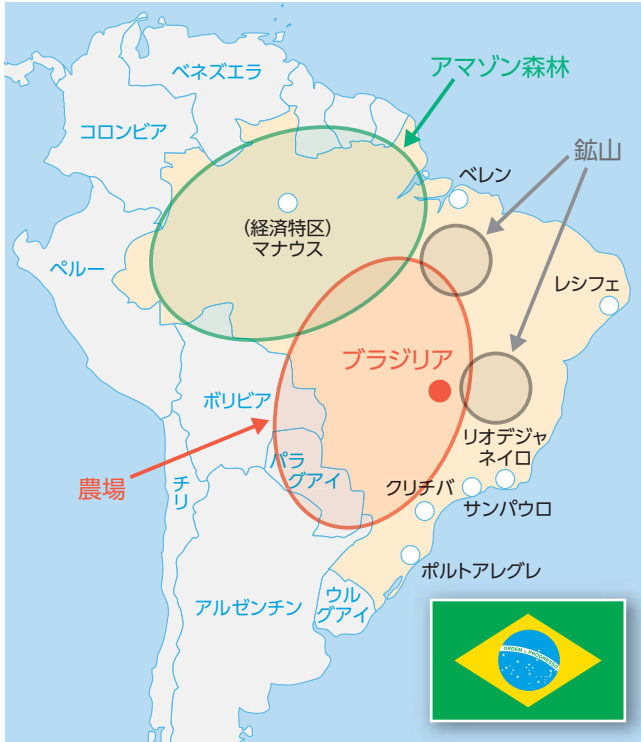 アマゾン森林
ベネズエラ
コロンビア
鉱山
ベレン
(経済特区)
マナウス
ペルー
レシフェ
ブラジリア
ボリビア
リオデジャ
ネイロ
パラ
グアイ
農場
チリ
クリチバ
サンパウロ
ポルトアレグレ
ウル
グアイ
アルゼンチン
ORDEM E PROGRESSO